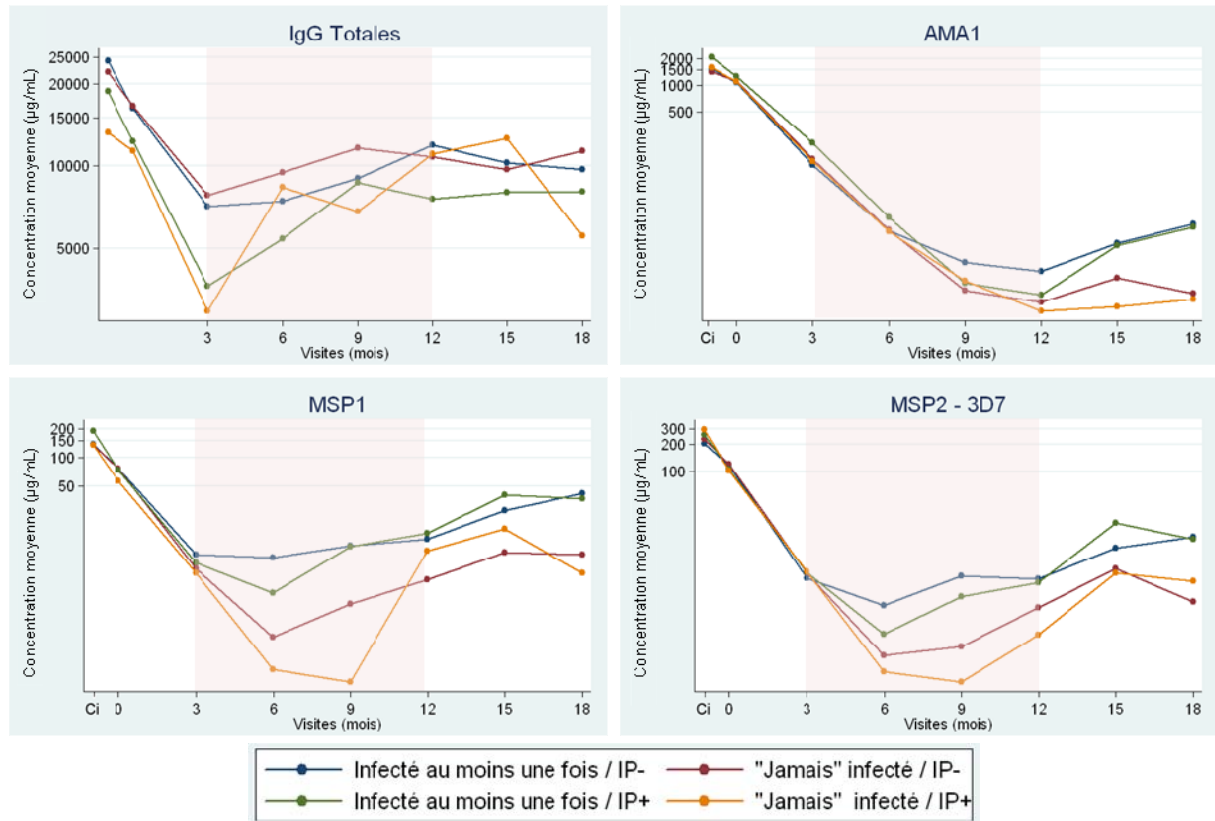 IgG Totales
Concentration moyenne (µg/mL)
25000
20000
15000
10000
5000
3 6 9 12 15 18
Visites (mois)
AMA1
Concentration moyenne (µg/mL)
2000
1500
1000
500
Ci 0 3 6 9 12 15 18
Visites (mois)
MSP1
Concentration moyenne (µg/mL)
200
150
100
50
Ci 0 3 6 9 12 15 18
Visites (mois)
MSP2 - 3D7
Concentration moyenne (µg/mL)
300
200
100
Ci 0 3 6 9 12 15 18
Visites (mois)
Infecté au moins une fois / IP- "Jamais" infecté / IP-
Infecté au moins une fois / IP+ "Jamais" infecté / IP+